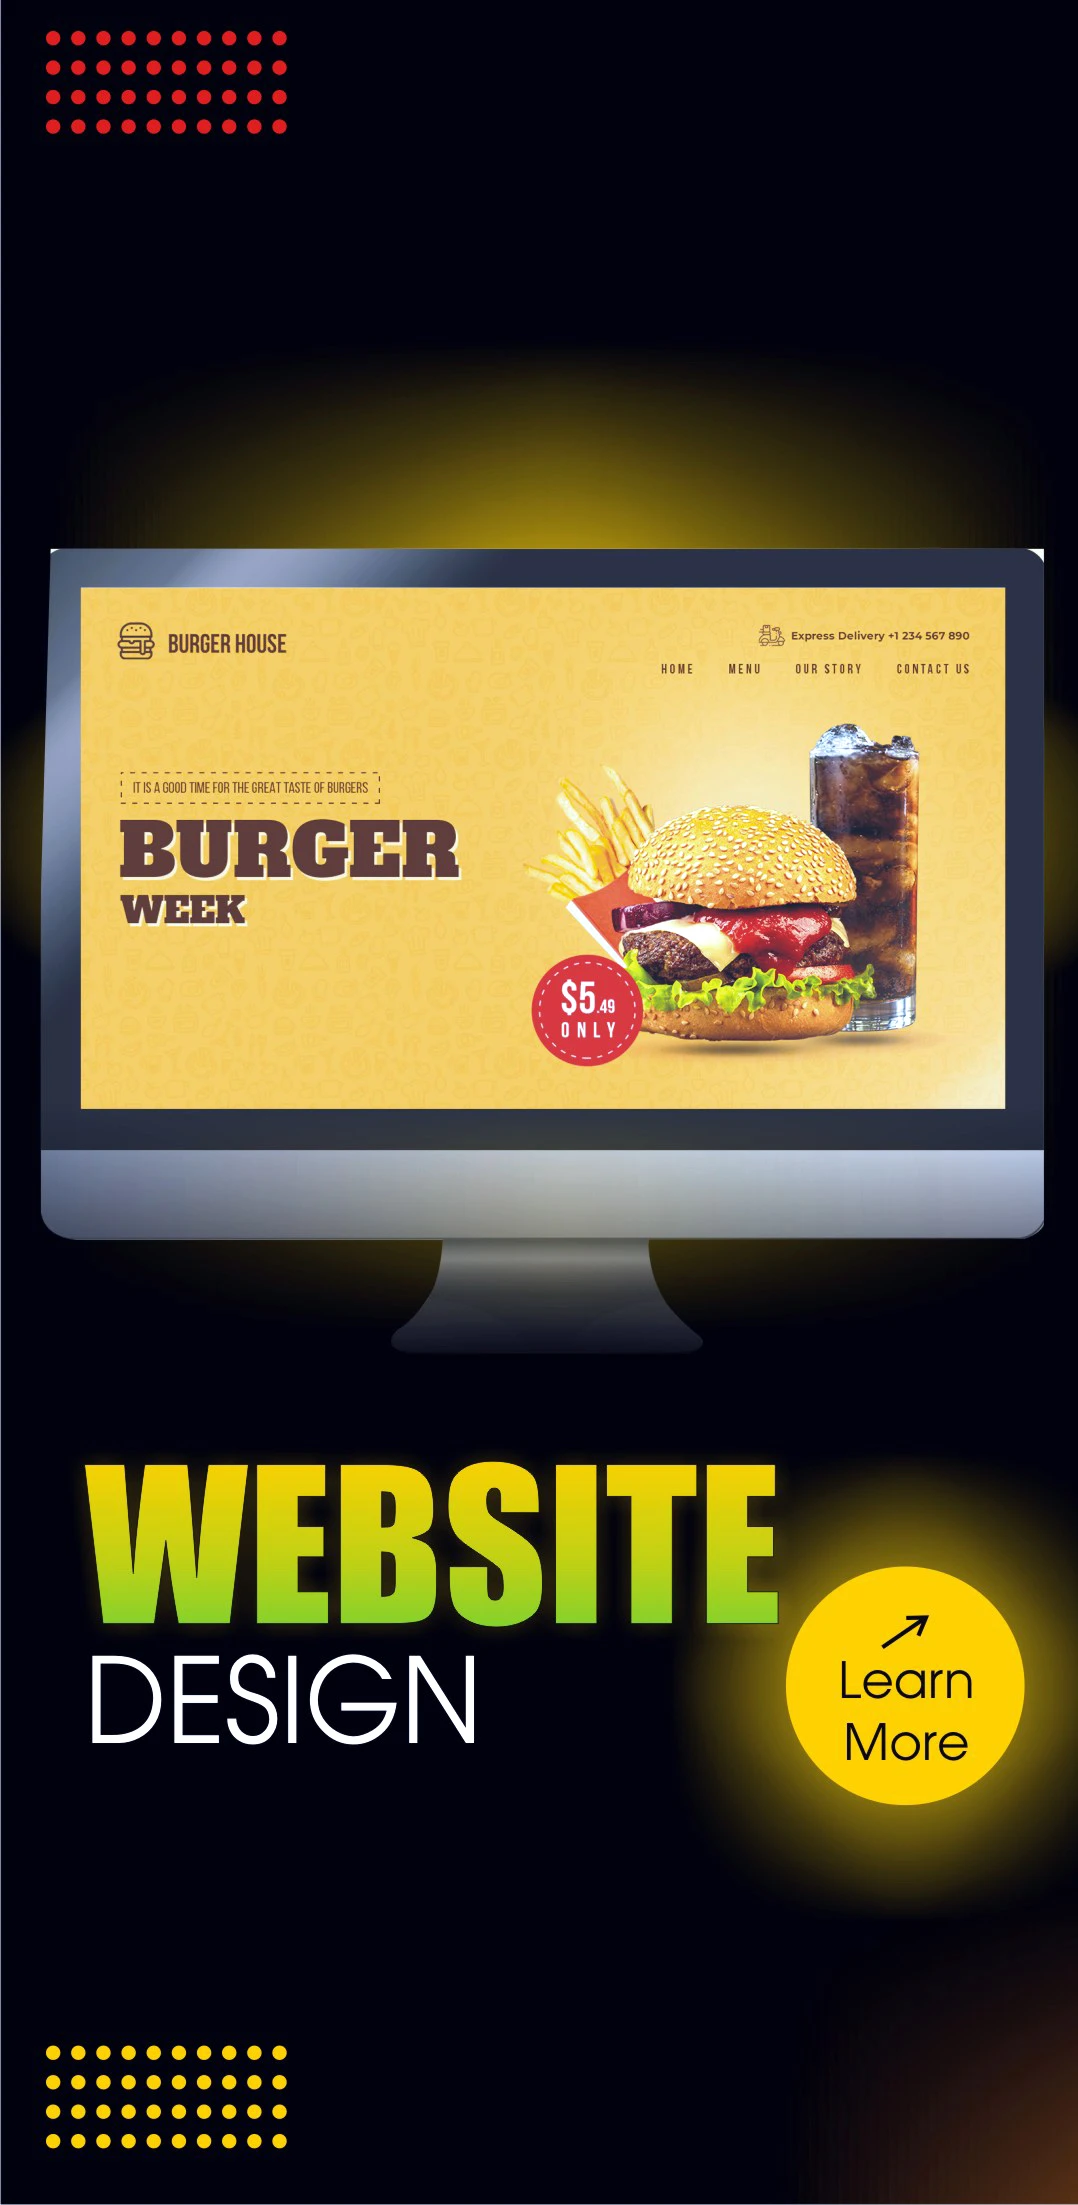 BURGER HOUSE
Express Delivery +1 234 567 890
HOME MENU OUR STORY CONTACT US
IT IS A GOOD TIME FOR THE GREAT TASTE OF BURGERS
BURGER
WEEK
$5.49
ONLY
WEBSITE
DESIGN
Learn
More